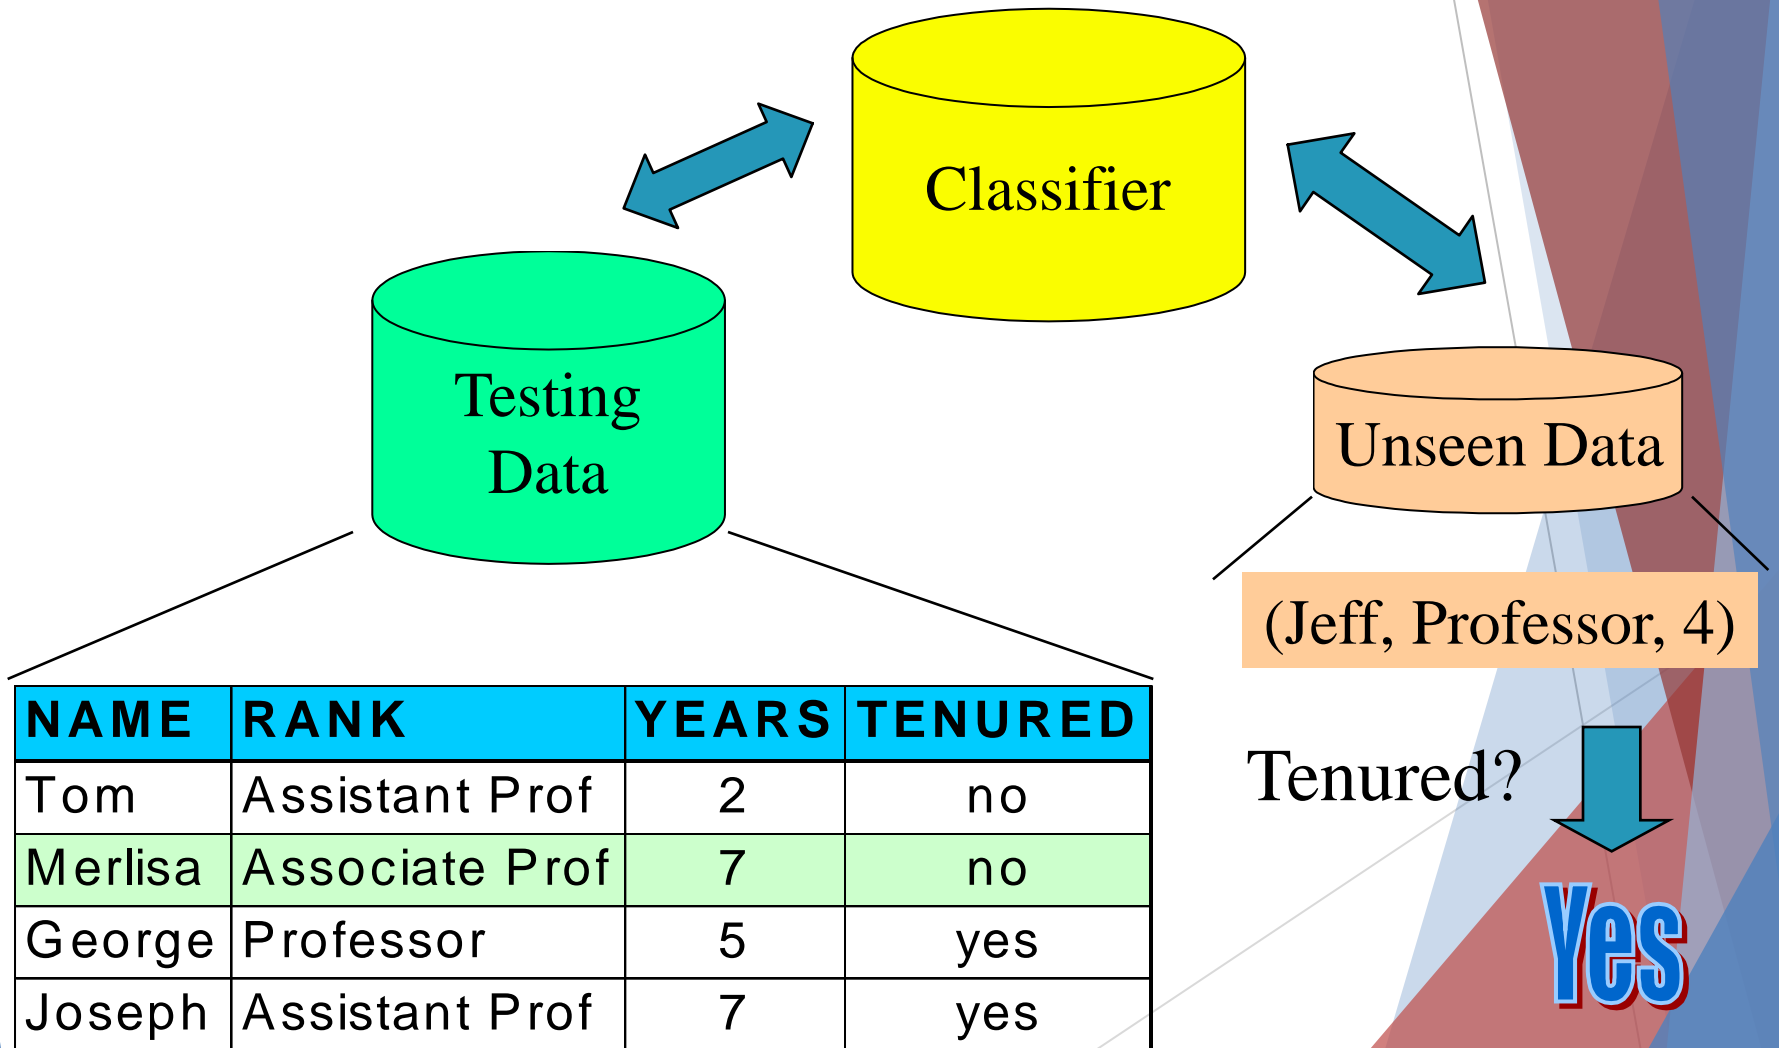 Classifier
Testing
Data
Unseen Data
(Jeff, Professor, 4)
NAME RANK YEARS TENURED
Tom Assistant Prof 2 no
Merlisa Associate Prof 7 no
George Professor 5 yes
Joseph Assistant Prof 7 yes
Tenured?
Yes